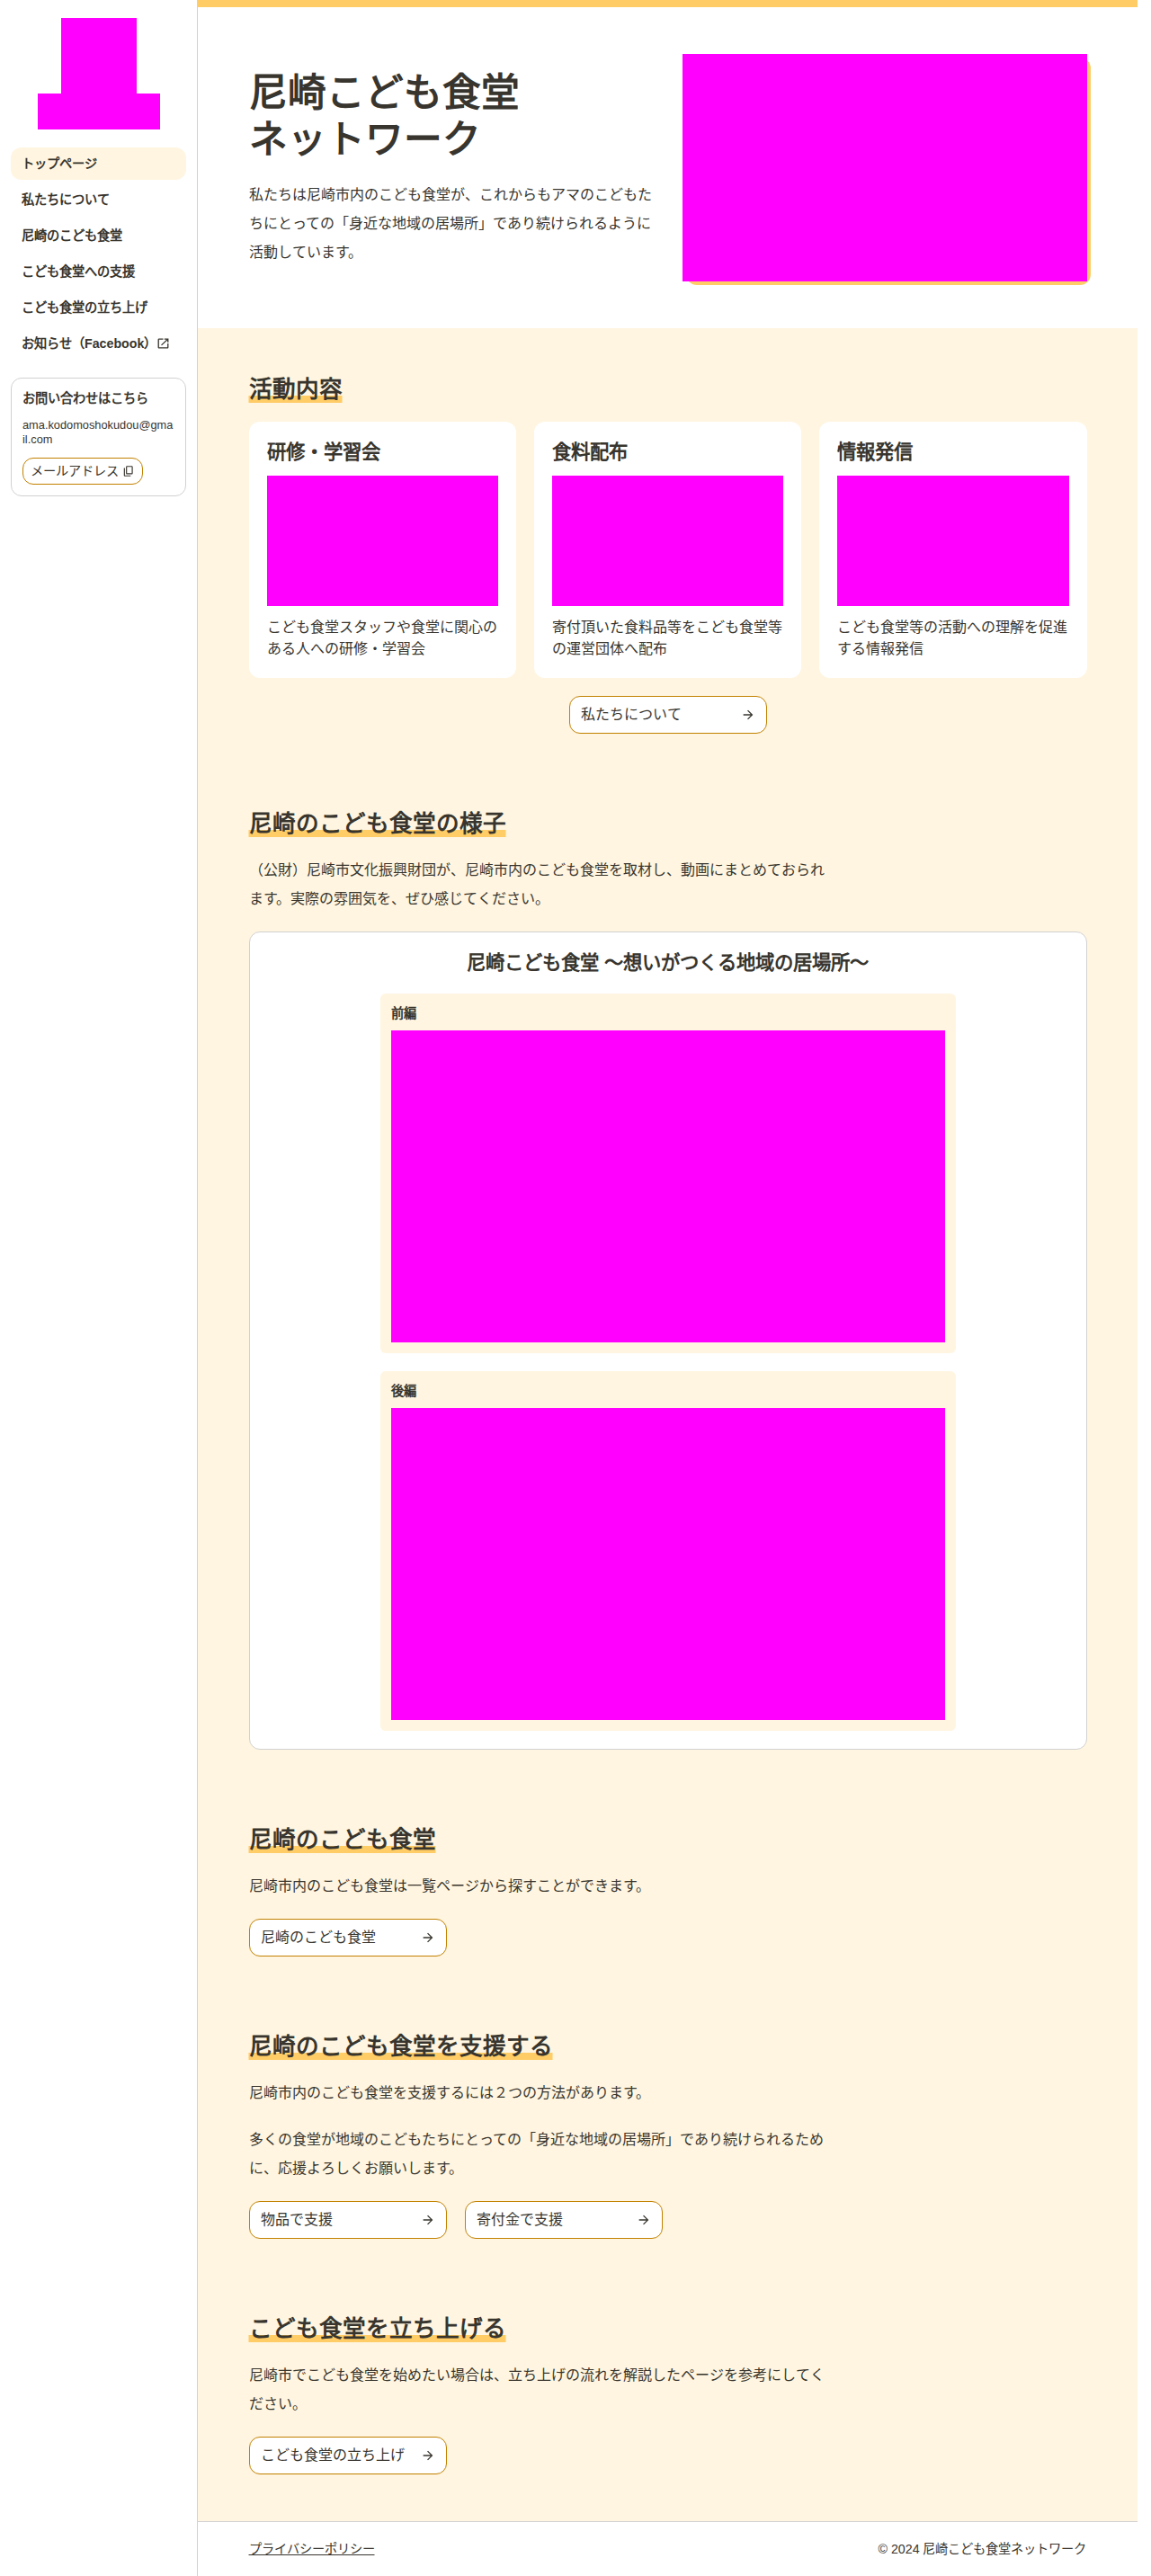 トップページ
私たちについて
尼崎のこども食堂
こども食堂への支援
こども食堂の立ち上げ
お知らせ（Facebook）
お問い合わせはこちら
ama.kodomoshokudou@gma
il.com
メールアドレス
尼崎こども食堂
ネットワーク
私たちは尼崎市内のこども食堂が、これからもアマのこどもた
ちにとっての「身近な地域の居場所」であり続けられるように
活動しています。
活動内容
研修・学習会
こども食堂スタッフや食堂に関心の
ある人への研修・学習会
食料配布
寄付頂いた食料品等をこども食堂等
の運営団体へ配布
情報発信
こども食堂等の活動への理解を促進
する情報発信
私たちについて
尼崎のこども食堂の様子
（公財）尼崎市文化振興財団が、尼崎市内のこども食堂を取材し、動画にまとめておられ
ます。実際の雰囲気を、ぜひ感じてください。
尼崎こども食堂 〜想いがつくる地域の居場所〜
前編
後編
尼崎のこども食堂
尼崎市内のこども食堂は一覧ページから探すことができます。
尼崎のこども食堂
尼崎のこども食堂を支援する
尼崎市内のこども食堂を支援するには２つの方法があります。
多くの食堂が地域のこどもたちにとっての「身近な地域の居場所」であり続けられるため
に、応援よろしくお願いします。
物品で支援
寄付金で支援
こども食堂を立ち上げる
尼崎市でこども食堂を始めたい場合は、立ち上げの流れを解説したページを参考にしてく
ださい。
こども食堂の立ち上げ
プライバシーポリシー
© 2024 尼崎こども食堂ネットワーク